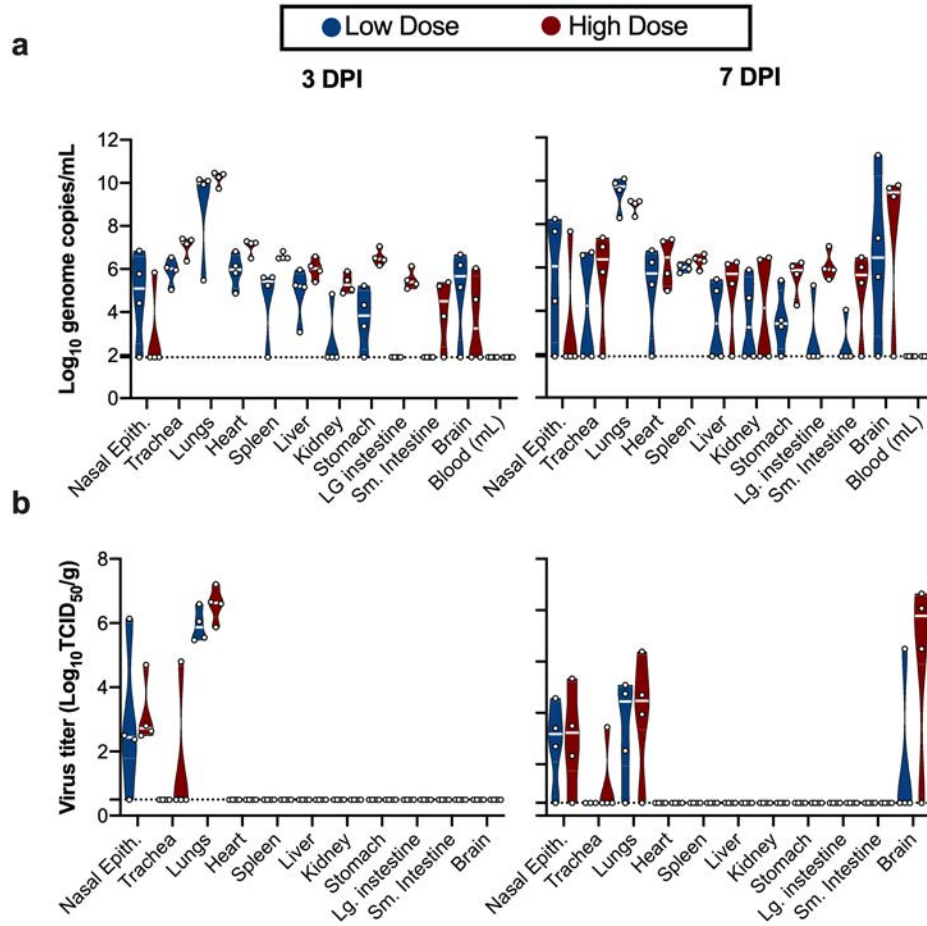 Low Dose High Dose
a
3 DPI 7 DPI
Log10 genome copies/mL
12
10
8
6
4
2
0
Nasal Epith. Trachea Lungs Heart Spleen Liver Kidney Stomach LG instestine Sm. Intestine Brain Blood (mL)
Nasal Epith. Trachea Lungs Heart Spleen Liver Kidney Stomach Lg. instestine Sm. Intestine Brain Blood (mL)
b
Virus titer (Log10TCID50/g)
8
6
4
2
0
Nasal Epith. Trachea Lungs Heart Spleen Liver Kidney Stomach Lg. instestine Sm. Intestine Brain
Nasal Epith. Trachea Lungs Heart Spleen Liver Kidney Stomach Lg. instestine Sm. Intestine Brain